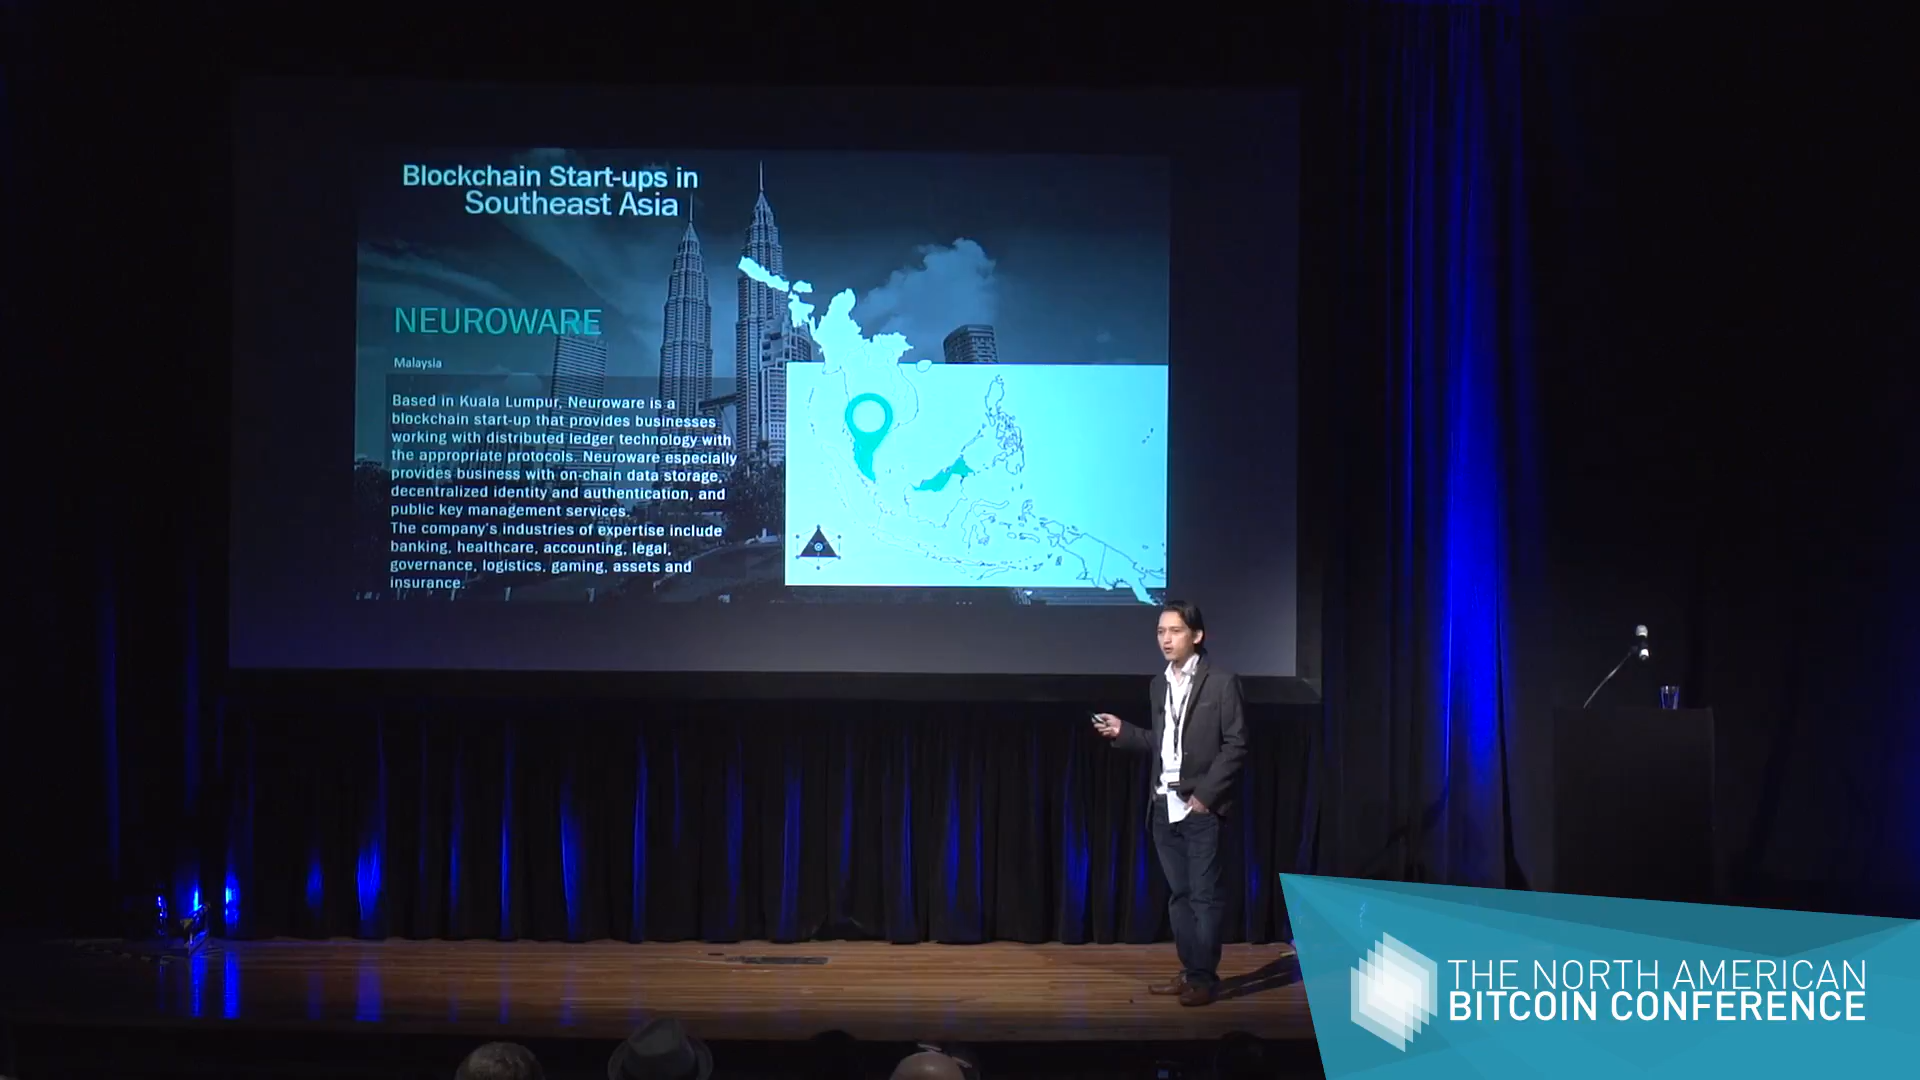 Blockchain Start-ups in
Southeast Asia
NEUROWARE
Malaysia
Based in Kuala Lumpur, Neuroware is a
blockchain start-up that provides businesses
working with distributed ledger technology with
the appropriate protocols. Neuroware especially
provides business with on-chain data storage,
decentralized identity and authentication, and
public key management services.
The company's industries of expertise include
banking, healthcare, accounting, legal,
governance, logistics, gaming, assets and
insurance.
THE NORTH AMERICAN
BITCOIN CONFERENCE